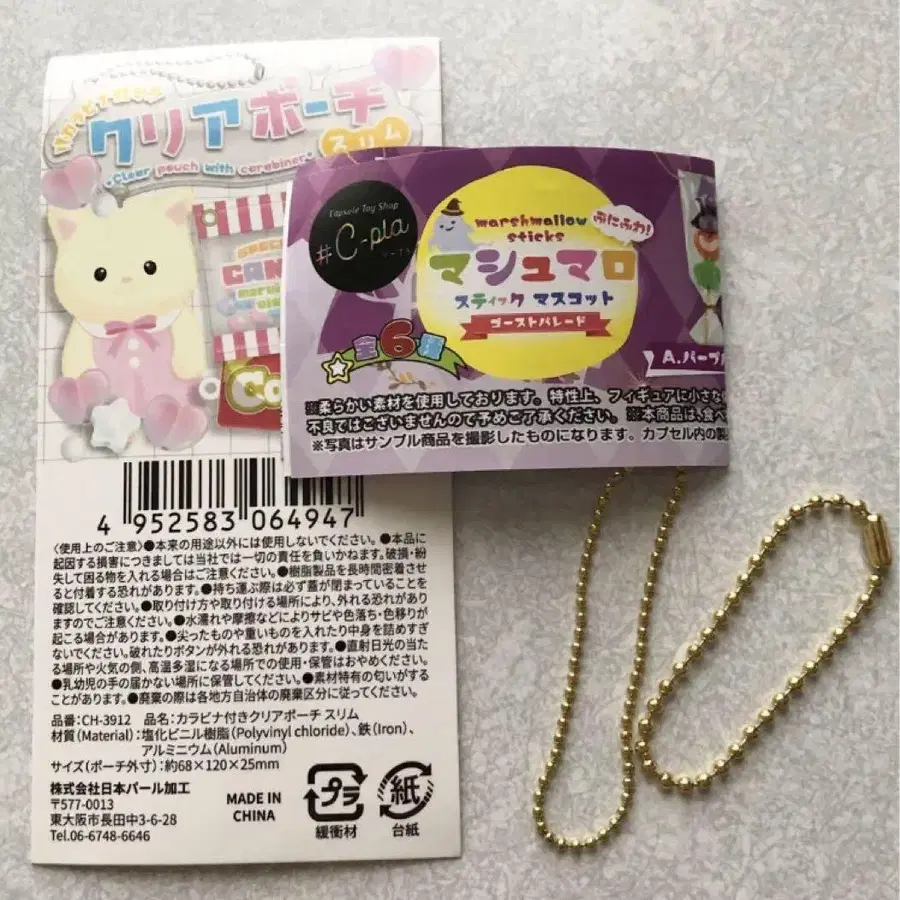 カラビナ付き
クリアポーチ
スリム
•Clear pouch with carabiner•
CAN
Capsule Toy Shop
#C-pla
シープラ
marshmallow
sticks
ぷにふわ!
マシュマロ
スティック マスコット
ゴーストパレード
全6種
A.パープル
※柔らかい素材を使用しております。特性上、フィギュアに小さな
不良ではございませんので予めご了承ください。※本商品は、食べ
※写真はサンプル商品を撮影したものになります。カプセル内の製
4 952583 064947
〈使用上のご注意〉●本来の用途以外には使用しないでください。●本品に
起因する損害につきましては当社では一切の責任を負いかねます。破損・紛
失して困る物を入れる場合はご注意ください。●樹脂製品を長時間密着させ
ると付着する恐れがあります。●持ち運ぶ際は必ず蓋が閉まっていることを
確認してください。●取り付け方や取り付ける場所により、外れる恐れがあり
ますのでご注意ください。●水濡れや摩擦などによりサビや色落ち・色移りが
起こる場合があります。●尖ったものや重いものを入れたり中身を詰めすぎ
ないでください。破れたりボタンが外れる恐れがあります。●直射日光の当た
る場所や火気の側、高温多湿になる場所での使用・保管はおやめください。
●乳幼児の手の届かない場所に保管してください。●素材特有の匂いがする
ことがあります。●廃棄の際は各地方自治体の廃棄区分に従ってください。
品番:CH-3912 品名:カラビナ付きクリアポーチ スリム
材質(Material):塩化ビニル樹脂(Polyvinyl chloride)、鉄(Iron)、
アルミニウム(Aluminum)
サイズ(ポーチ外寸):約68×120×25mm
株式会社日本パール加工
〒577-0013
東大阪市長田中3-6-28
Tel.06-6748-6646
MADE IN
CHINA
プラ
緩衝材
紙
台紙